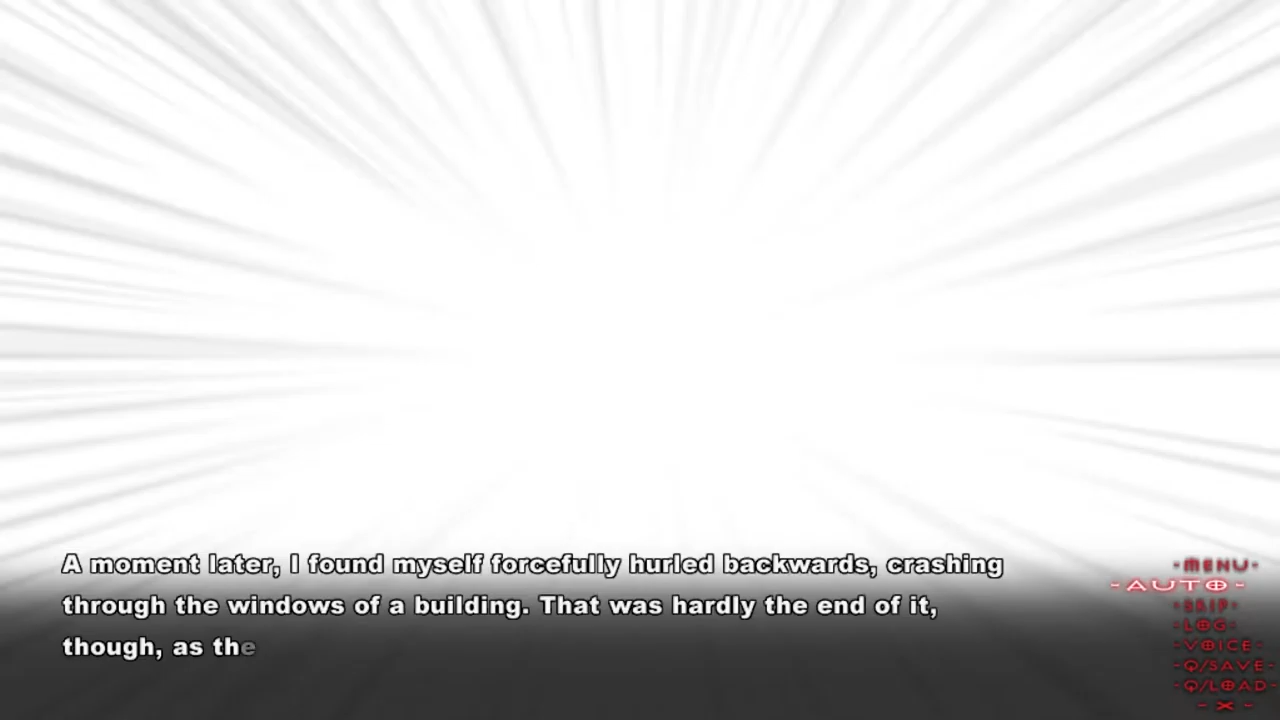 A moment later, I found myself forcefully hurled backwards, crashing
through the windows of a building. That was hardly the end of it,
though, as the
-MENU-
-AUTO-
-SKIP-
-LOG-
-VOICE-
-Q/SAVE-
-Q/LOAD-
-×-